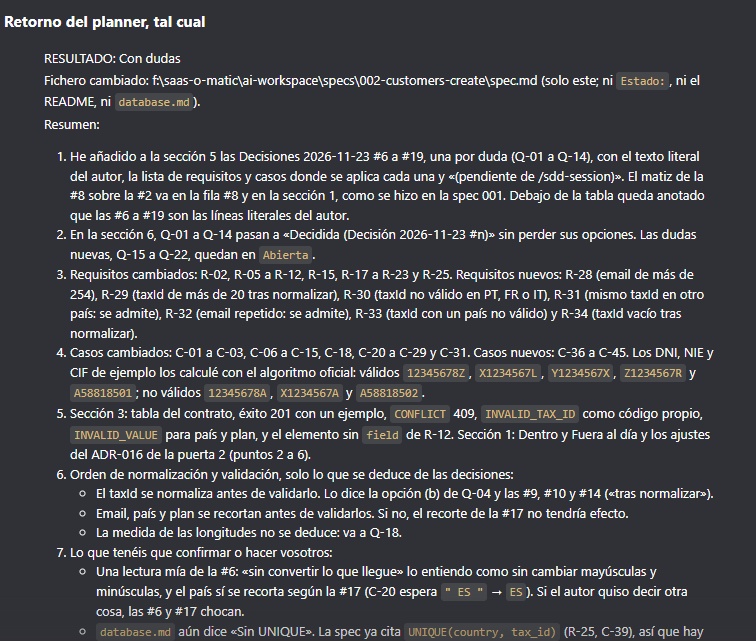 Retorno del planner, tal cual
RESULTADO: Con dudas
Fichero cambiado: f:\saas-o-matic\ai-workspace\specs\002-customers-create\spec.md (solo este; ni Estado:, ni el
README, ni database.md).
Resumen:
1. He añadido a la sección 5 las Decisiones 2026-11-23 #6 a #19, una por duda (Q-01 a Q-14), con el texto literal
del autor, la lista de requisitos y casos donde se aplica cada una y «(pendiente de /sdd-session)». El matiz de la
#8 sobre la #2 va en la fila #8 y en la sección 1, como se hizo en la spec 001. Debajo de la tabla queda anotado
que las #6 a #19 son las líneas literales del autor.
2. En la sección 6, Q-01 a Q-14 pasan a «Decidida (Decisión 2026-11-23 #n)» sin perder sus opciones. Las dudas
nuevas, Q-15 a Q-22, quedan en Abierta.
3. Requisitos cambiados: R-02, R-05 a R-12, R-15, R-17 a R-23 y R-25. Requisitos nuevos: R-28 (email de más de
254), R-29 (taxId de más de 20 tras normalizar), R-30 (taxId no válido en PT, FR o IT), R-31 (mismo taxId en otro
país: se admite), R-32 (email repetido: se admite), R-33 (taxId con un país no válido) y R-34 (taxId vacío tras
normalizar).
4. Casos cambiados: C-01 a C-03, C-06 a C-15, C-18, C-20 a C-29 y C-31. Casos nuevos: C-36 a C-45. Los DNI, NIE y
CIF de ejemplo los calculé con el algoritmo oficial: válidos 12345678Z, X1234567L, Y1234567X, Z1234567R y
A58818501; no válidos 12345678A, X1234567A y A58818502.
5. Sección 3: tabla del contrato, éxito 201 con un ejemplo, CONFLICT 409, INVALID_TAX_ID como código propio,
INVALID_VALUE para país y plan, y el elemento sin field de R-12. Sección 1: Dentro y Fuera al día y los ajustes
del ADR-016 de la puerta 2 (puntos 2 a 6).
6. Orden de normalización y validación, solo lo que se deduce de las decisiones:
○ El taxId se normaliza antes de validarlo. Lo dice la opción (b) de Q-04 y las #9, #10 y #14 («tras normalizar»).
○ Email, país y plan se recortan antes de validarlos. Si no, el recorte de la #17 no tendría efecto.
○ La medida de las longitudes no se deduce: va a Q-18.
7. Lo que tenéis que confirmar o hacer vosotros:
○ Una lectura mía de la #6: «sin convertir lo que llegue» lo entiendo como sin cambiar mayúsculas y
minúsculas, y el país sí se recorta según la #17 (C-20 espera " ES " → ES). Si el autor quiso decir otra
cosa, las #6 y #17 chocan.
○ database.md aún dice «Sin UNIQUE». La spec ya cita UNIQUE(country, tax_id) (R-25, C-39), así que hay